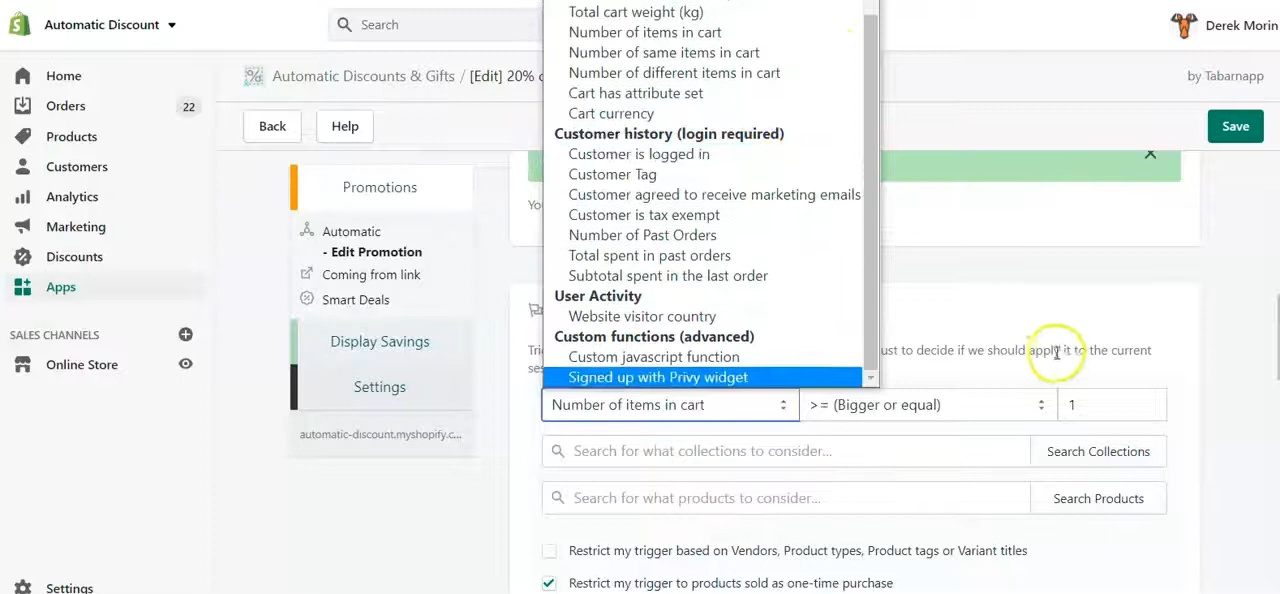 Automatic Discount
Search
Derek Morin
Home
Orders
22
Products
Customers
Analytics
Marketing
Discounts
Apps
SALES CHANNELS
Online Store
Settings
Automatic Discounts & Gifts / [Edit] 20%
by Tabarnapp
Back
Help
Save
Promotions
Automatic
- Edit Promotion
Coming from link
Smart Deals
Display Savings
Settings
automatic-discount.myshopify.c...
Total cart weight (kg)
Number of items in cart
Number of same items in cart
Number of different items in cart
Cart has attribute set
Cart currency
Customer history (login required)
Customer is logged in
Customer Tag
Customer agreed to receive marketing emails
Customer is tax exempt
Number of Past Orders
Total spent in past orders
Subtotal spent in the last order
User Activity
Website visitor country
Custom functions (advanced)
Custom javascript function
Signed up with Privy widget
to decide if we should apply it to the current
Number of items in cart
>= (Bigger or equal)
1
Search for what collections to consider...
Search Collections
Search for what products to consider...
Search Products
Restrict my trigger based on Vendors, Product types, Product tags or Variant titles
Restrict my trigger to products sold as one-time purchase